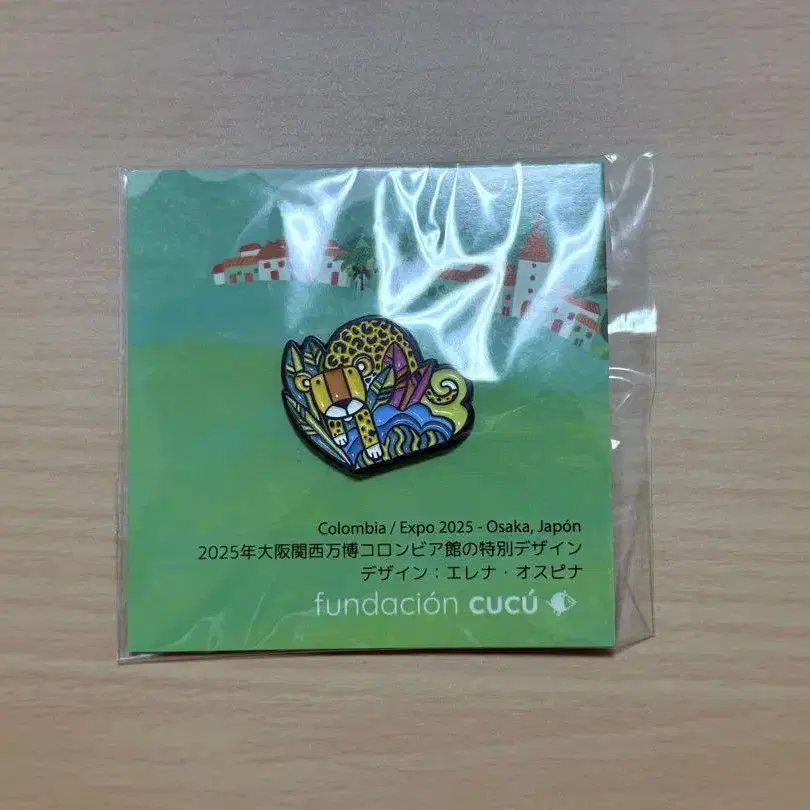 Colombia / Expo 2025 - Osaka, Japón
2025年大阪関西万博コロンビア館の特別デザイン
デザイン：エレナ・オスピナ
fundación cucú